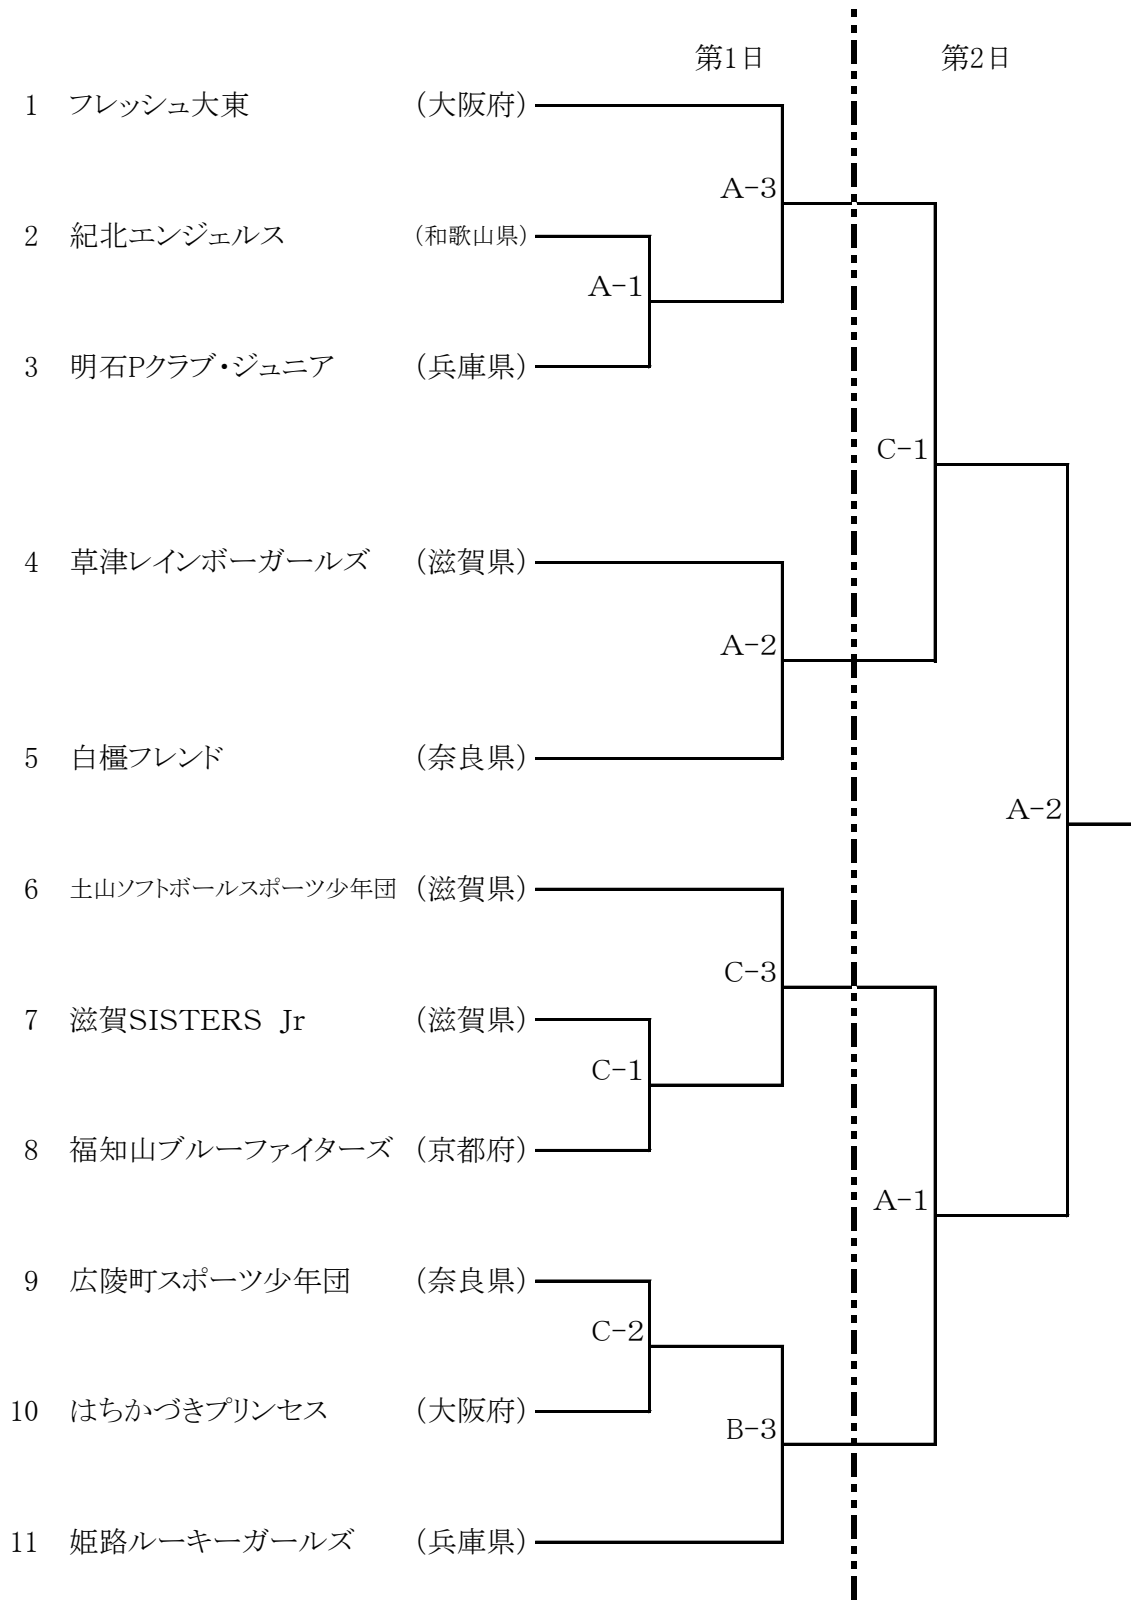 第1日 第2日
1 フレッシュ大東 (大阪府)
A-3
2 紀北エンジェルス (和歌山県)
A-1
3 明石Pクラブ・ジュニア (兵庫県)
C-1
4 草津レインボーガールズ (滋賀県)
A-2
5 白橿フレンド (奈良県)
A-2
6 土山ソフトボールスポーツ少年団 (滋賀県)
C-3
7 滋賀SISTERS Jr (滋賀県)
C-1
8 福知山ブルーファイターズ (京都府)
A-1
9 広陵町スポーツ少年団 (奈良県)
C-2
10 はちかづきプリンセス (大阪府)
B-3
11 姫路ルーキーガールズ (兵庫県)